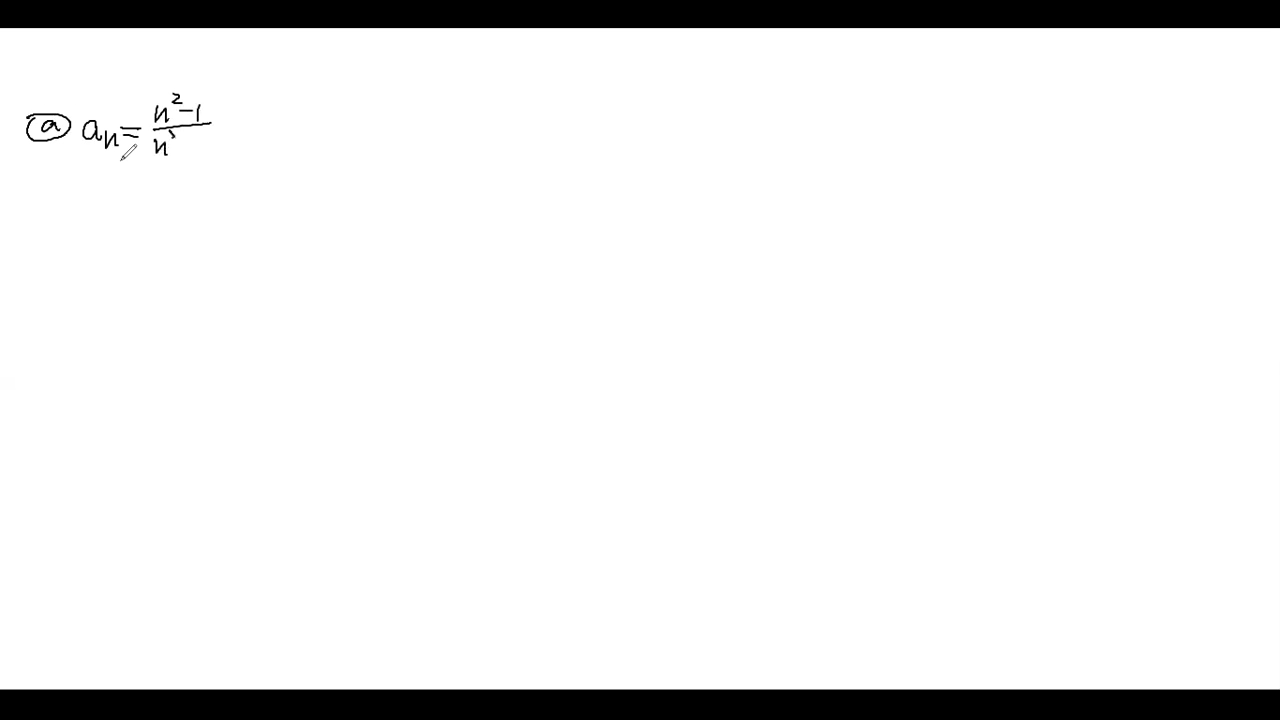 ⓐ aₙ = (n² - 1) / n³